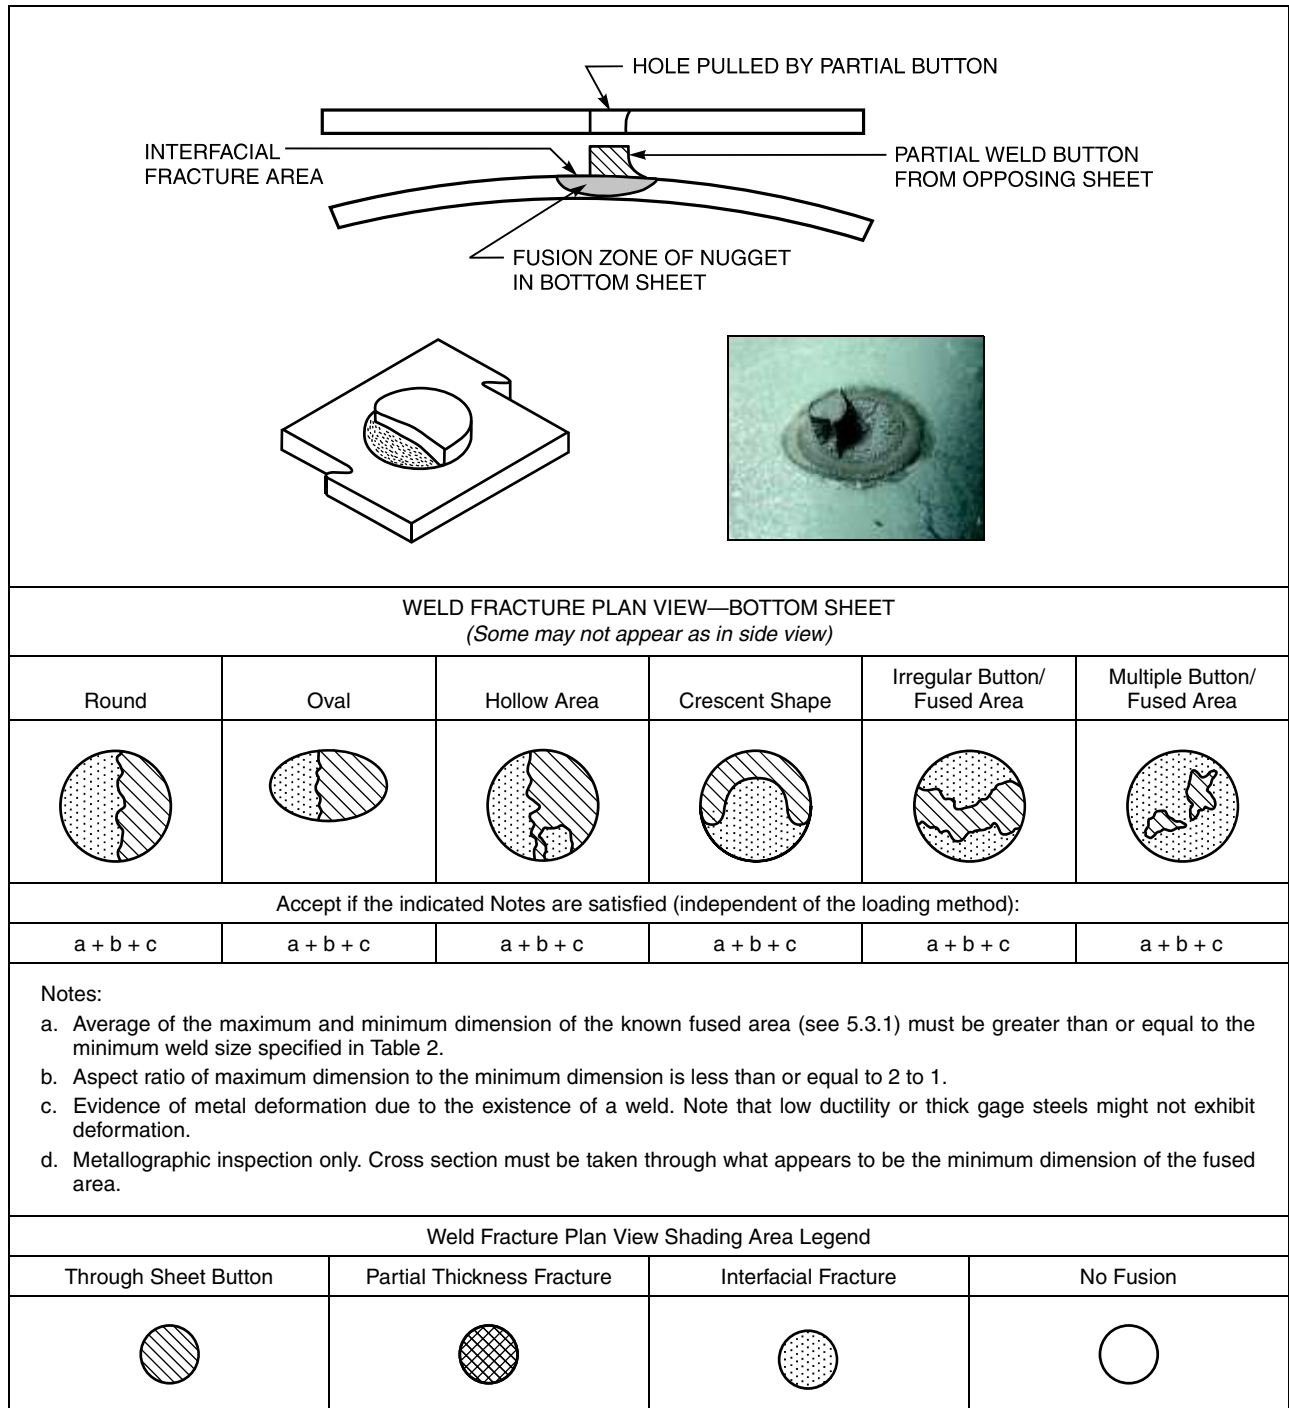 HOLE PULLED BY PARTIAL BUTTON
INTERFACIAL
FRACTURE AREA
PARTIAL WELD BUTTON
FROM OPPOSING SHEET
FUSION ZONE OF NUGGET
IN BOTTOM SHEET
WELD FRACTURE PLAN VIEW—BOTTOM SHEET
(Some may not appear as in side view)
Round
Oval
Hollow Area
Crescent Shape
Irregular Button/
Fused Area
Multiple Button/
Fused Area
Accept if the indicated Notes are satisfied (independent of the loading method):
a + b + c
a + b + c
a + b + c
a + b + c
a + b + c
a + b + c
Notes:
a. Average of the maximum and minimum dimension of the known fused area (see 5.3.1) must be greater than or equal to the
minimum weld size specified in Table 2.
b. Aspect ratio of maximum dimension to the minimum dimension is less than or equal to 2 to 1.
c. Evidence of metal deformation due to the existence of a weld. Note that low ductility or thick gage steels might not exhibit
deformation.
d. Metallographic inspection only. Cross section must be taken through what appears to be the minimum dimension of the fused
area.
Weld Fracture Plan View Shading Area Legend
Through Sheet Button
Partial Thickness Fracture
Interfacial Fracture
No Fusion